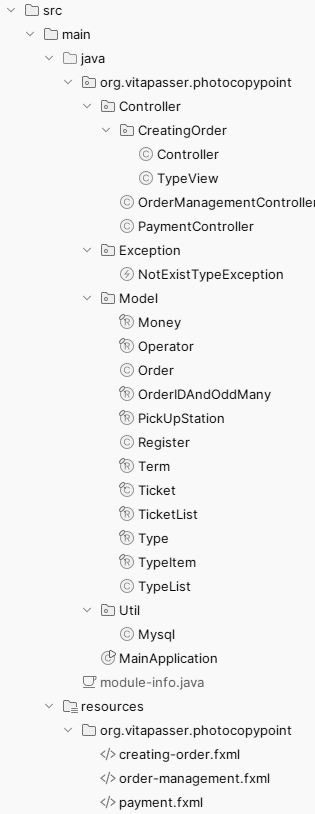 src
main
java
org.vitapasser.photocopypoint
Controller
CreatingOrder
Controller
TypeView
OrderManagementController
PaymentController
Exception
NotExistTypeException
Model
Money
Operator
Order
OrderIDAndOddMany
PickUpStation
Register
Term
Ticket
TicketList
Type
TypeItem
TypeList
Util
Mysql
MainApplication
module-info.java
resources
org.vitapasser.photocopypoint
creating-order.fxml
order-management.fxml
payment.fxml